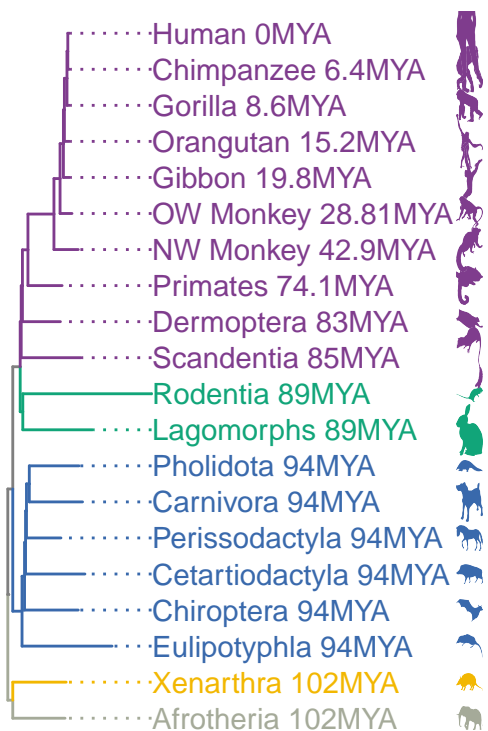 Human 0MYA
Chimpanzee 6.4MYA
Gorilla 8.6MYA
Orangutan 15.2MYA
Gibbon 19.8MYA
OW Monkey 28.81MYA
NW Monkey 42.9MYA
Primates 74.1MYA
Dermoptera 83MYA
Scandentia 85MYA
Rodentia 89MYA
Lagomorphs 89MYA
Pholidota 94MYA
Carnivora 94MYA
Perissodactyla 94MYA
Cetartiodactyla 94MYA
Chiroptera 94MYA
Eulipotyphla 94MYA
Xenarthra 102MYA
Afrotheria 102MYA